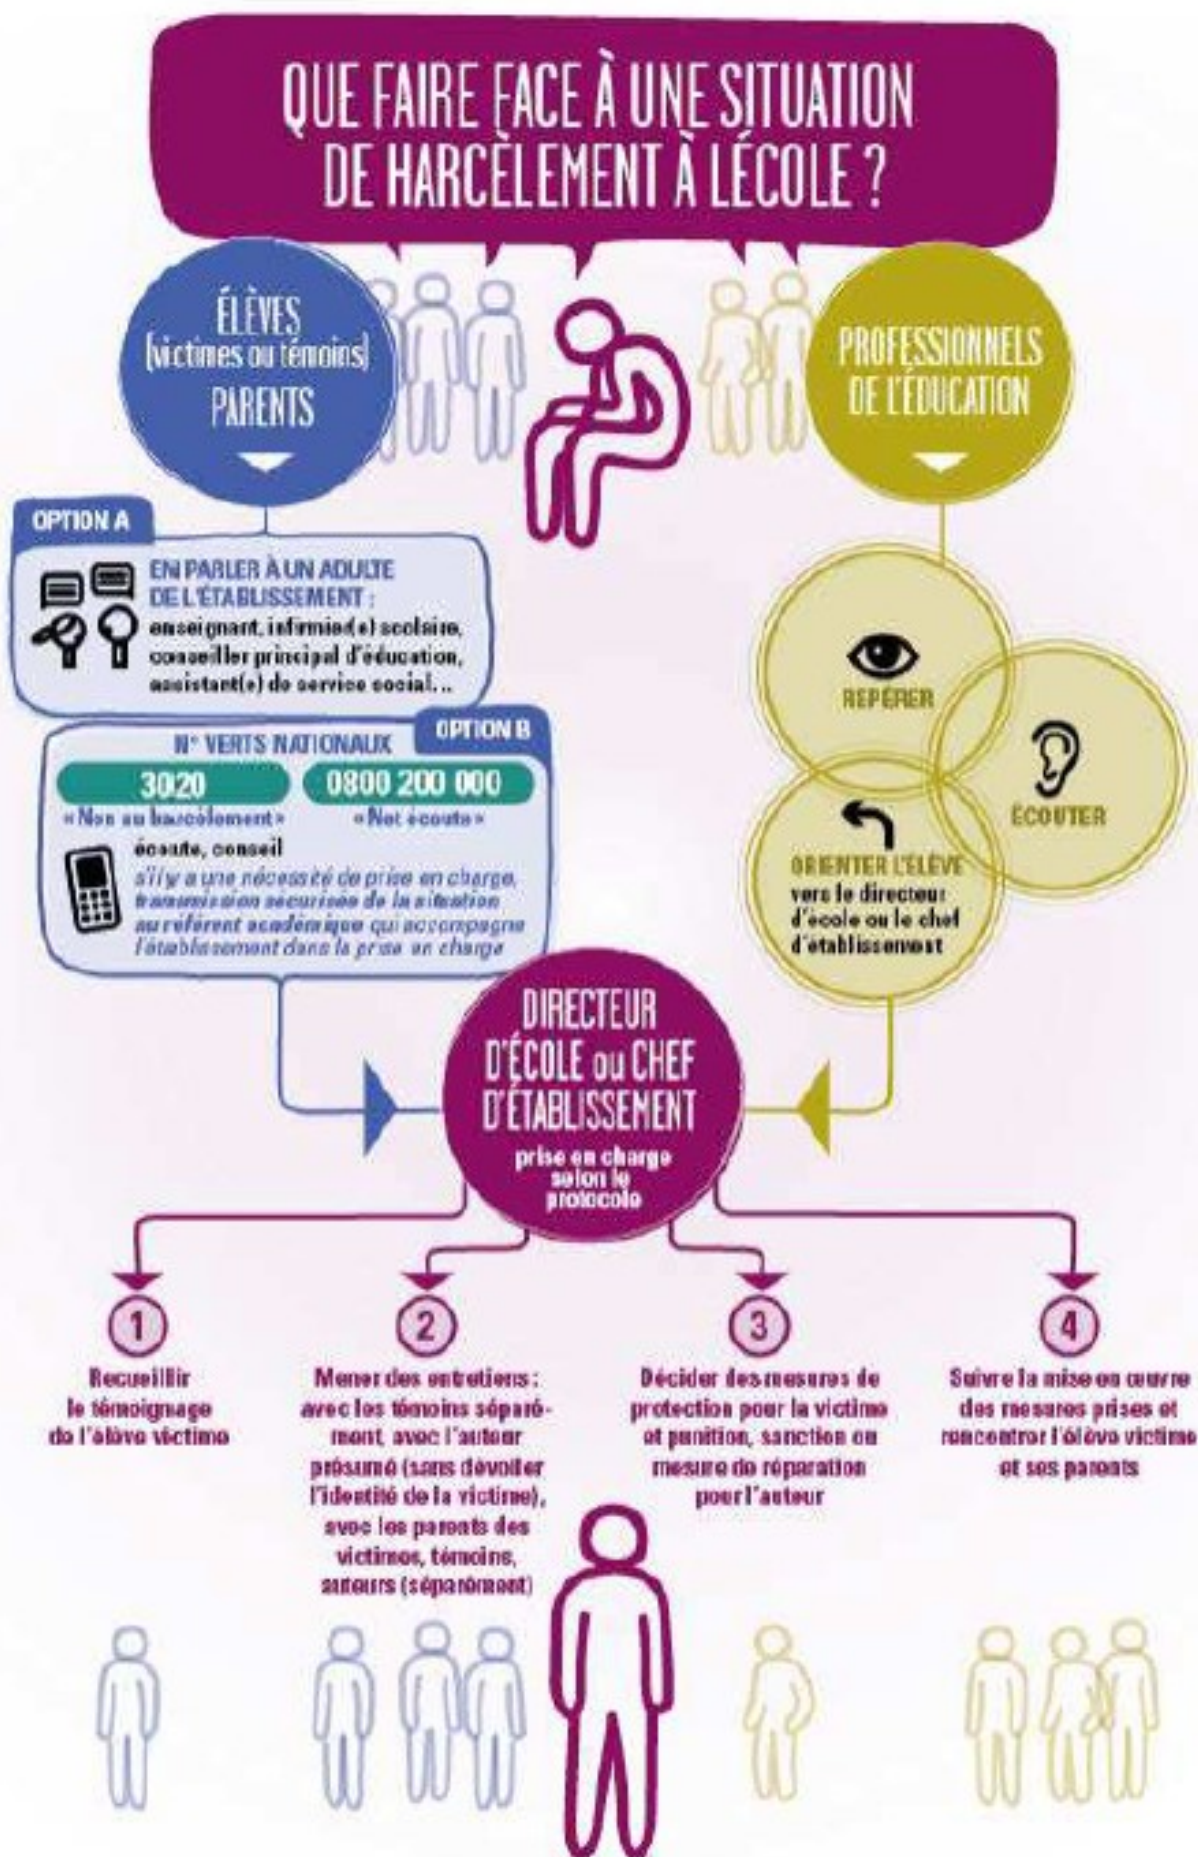 QUE FAIRE FACE À UNE SITUATION
DE HARCÈLEMENT À LÉCOLE ?
ÉLÈVES
(victimes ou témoins)
PARENTS
PROFESSIONNELS
DE L'ÉDUCATION
OPTION A
EN PARLER À UN ADULTE
DE L'ÉTABLISSEMENT :
enseignant, infirmier(e) scolaire,
conseiller principal d'éducation,
assistant(e) de service social...
OPTION B
N° VERTS NATIONAUX
3020
0800 200 000
« Non au harcèlement »
« Net écoute »
écoute, conseil
s'il y a une nécessité de prise en charge,
transmission sécurisée de la situation
au référent académique qui accompagne
l'établissement dans la prise en charge
REPÉRER
ÉCOUTER
ORIENTER L'ÉLÈVE
vers le directeur
d'école ou le chef
d'établissement
DIRECTEUR
D'ÉCOLE ou CHEF
D'ÉTABLISSEMENT
prise en charge
selon le
protocole
1
Recueillir
le témoignage
de l'élève victime
2
Mener des entretiens :
avec les témoins séparé-
ment, avec l'auteur
présumé (sans dévoiler
l'identité de la victime),
avec les parents des
victimes, témoins,
auteurs (séparément)
3
Décider des mesures de
protection pour la victime
et punition, sanction ou
mesure de réparation
pour l'auteur
4
Suivre la mise en œuvre
des mesures prises et
rencontrer l'élève victime
et ses parents